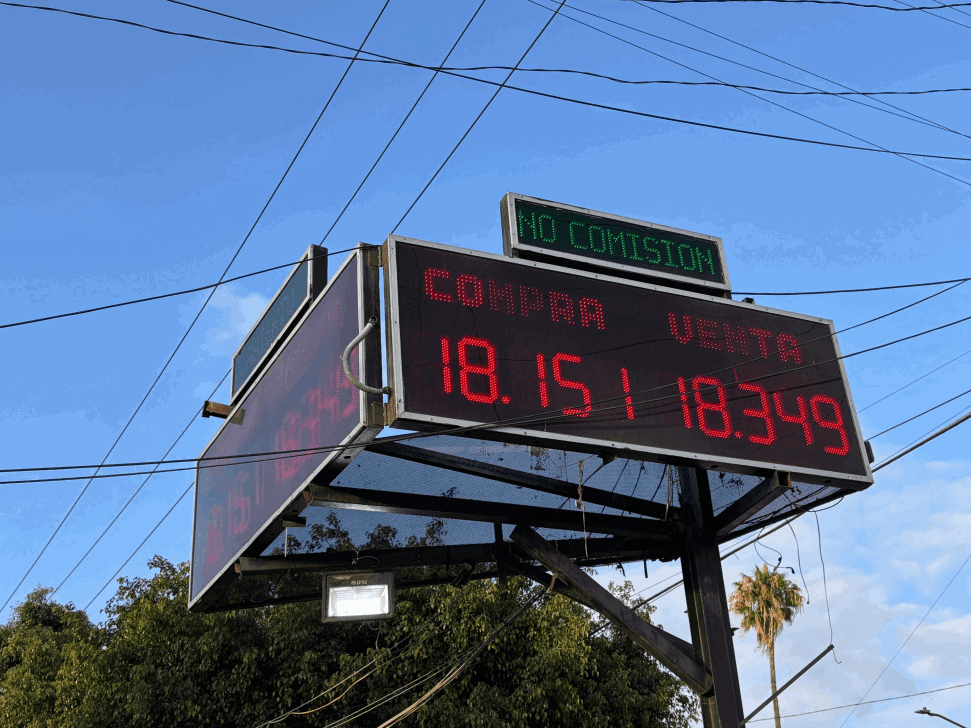 NO COMISION
COMPRA VENTA
18.151 18.349